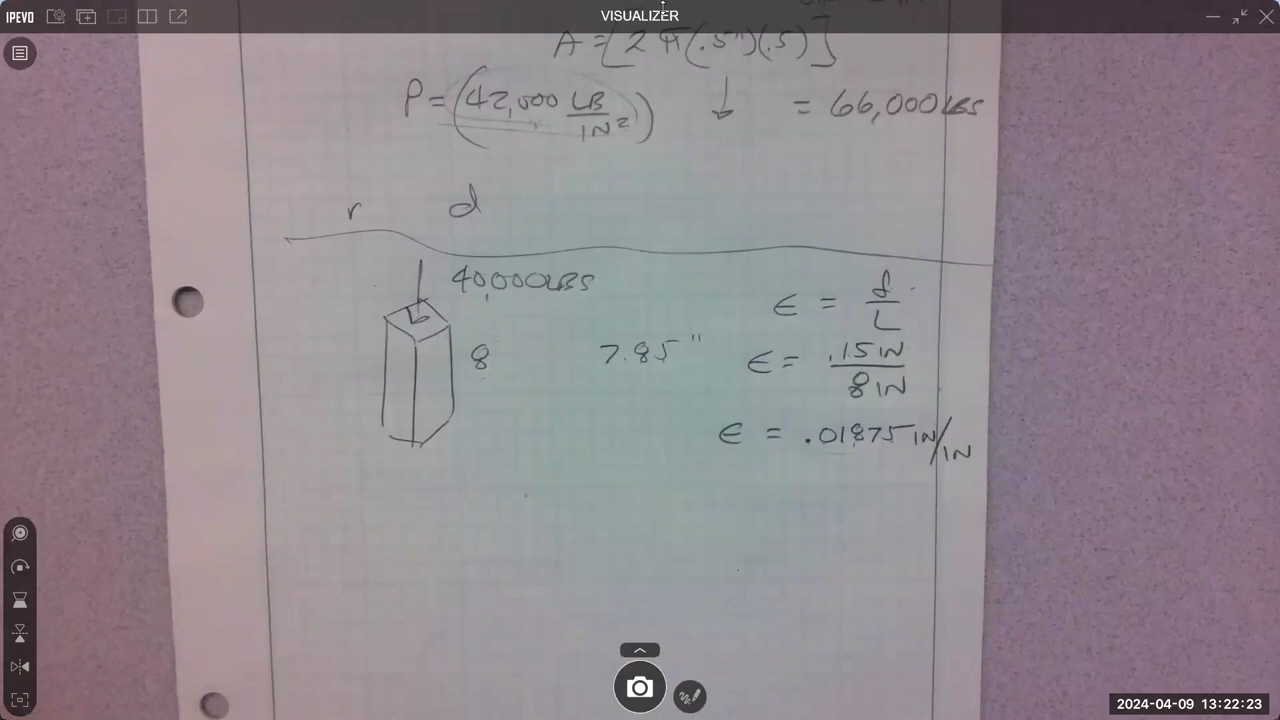 IPEVO
VISUALIZER
A = [2 π(.5")(.5)]
P = (42,000 LB/IN²) ↓ = 66,000 LBS
r d
40,000 LBS
8
7.85"
ϵ = δ/L
ϵ = .15 IN/8 IN
ϵ = .01875 IN/IN
2024-04-09 13:22:23